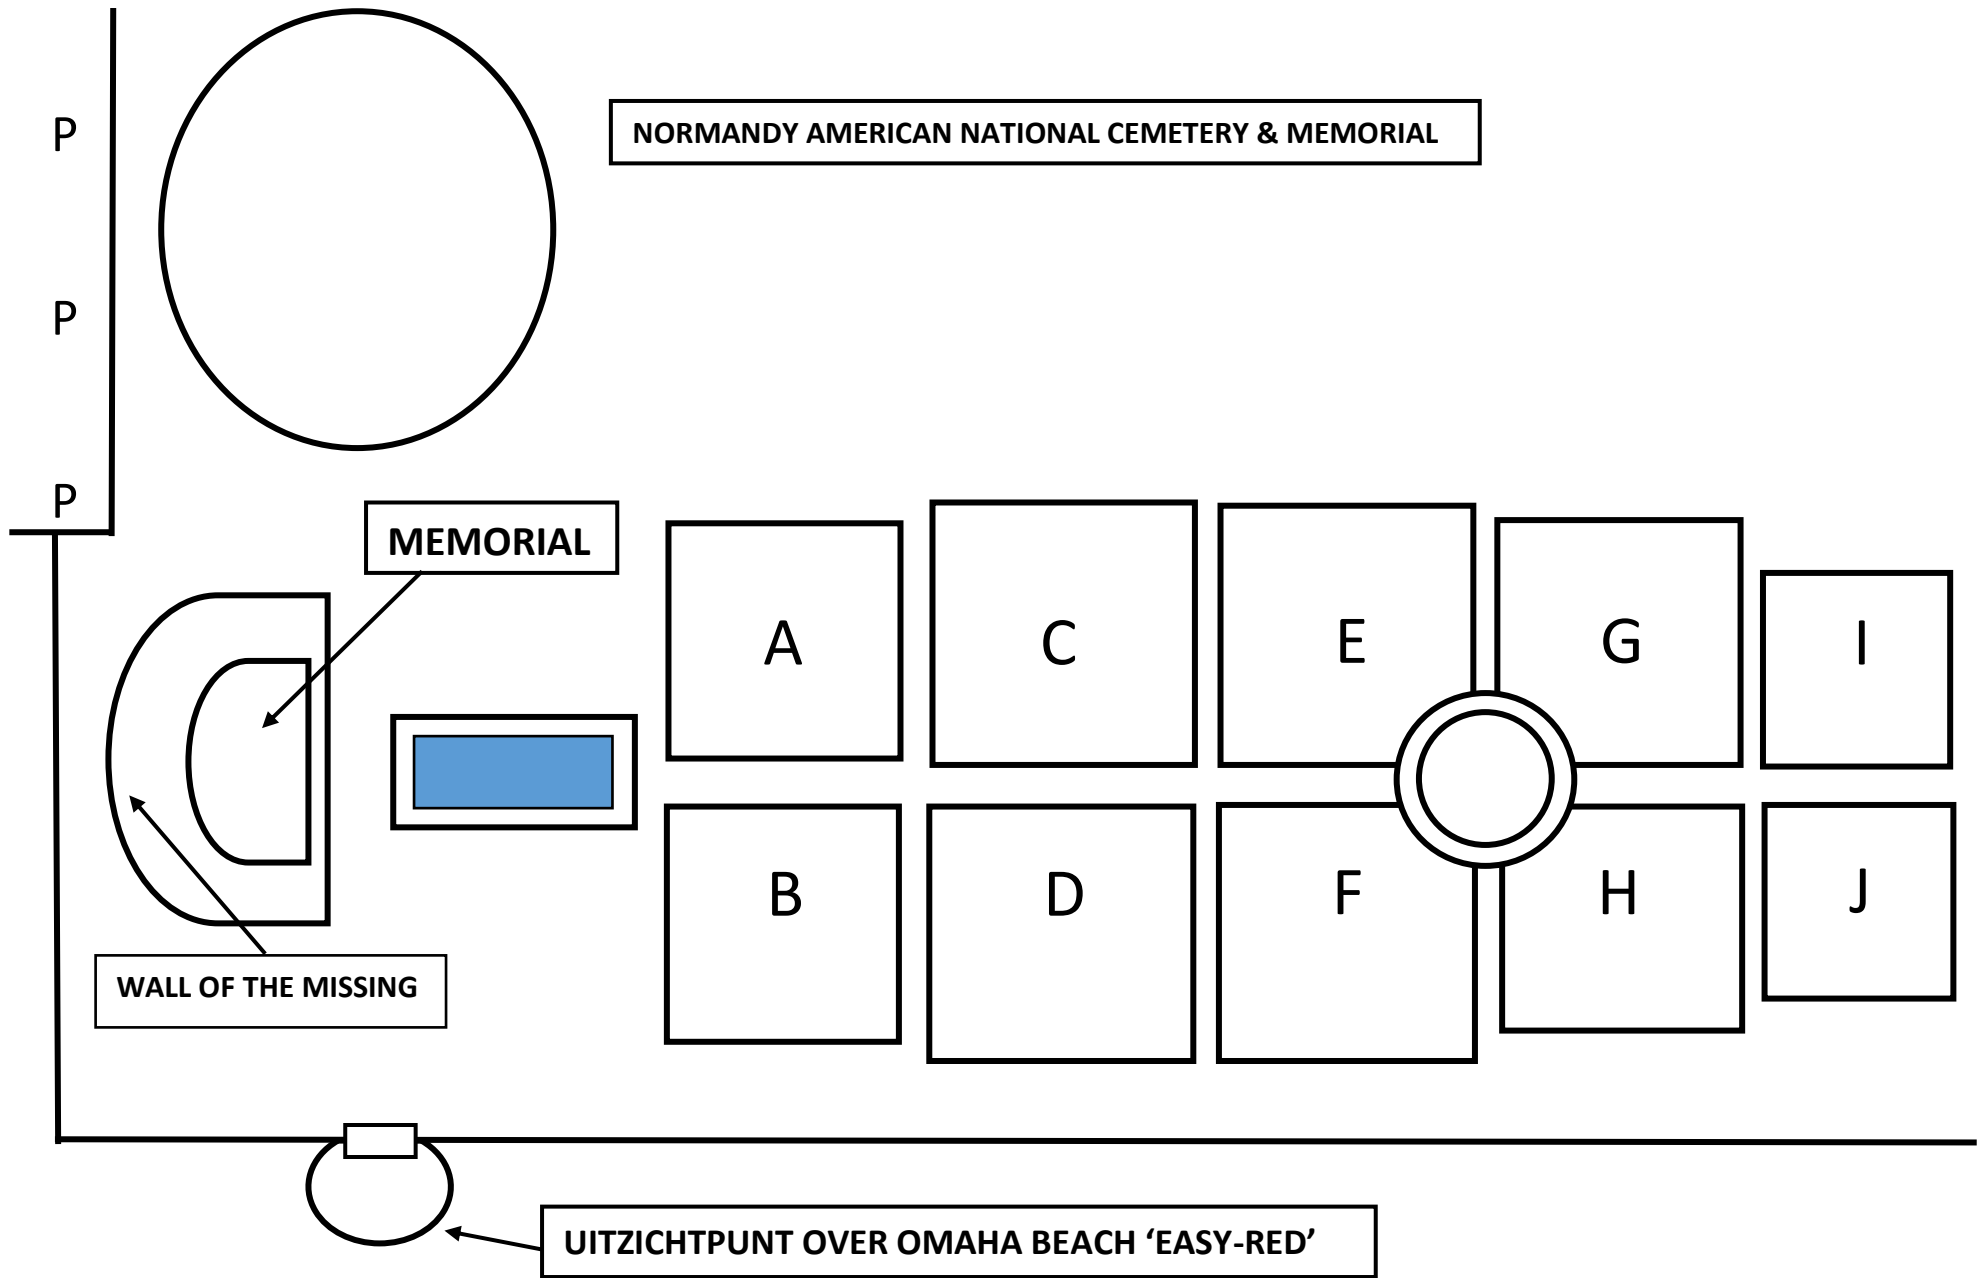 P
NORMANDY AMERICAN NATIONAL CEMETERY & MEMORIAL
P
P
MEMORIAL
A
C
E
G
I
B
D
F
H
J
WALL OF THE MISSING
UITZICHTPUNT OVER OMAHA BEACH ‘EASY-RED’